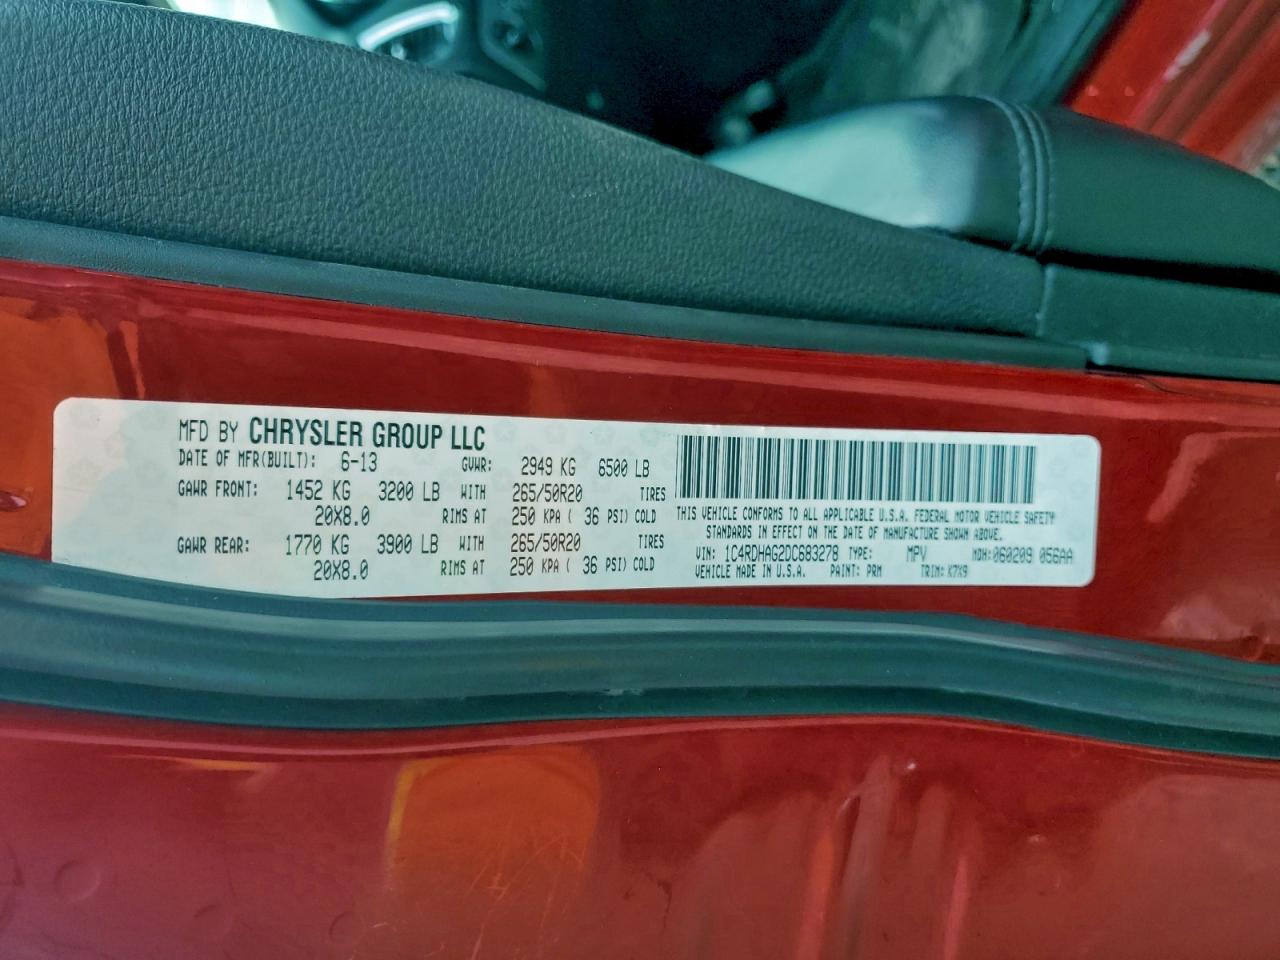 MFD BY CHRYSLER GROUP LLC
DATE OF MFR(BUILT): 6-13 GVWR: 2949 KG 6500 LB
GAWR FRONT: 1452 KG 3200 LB WITH 265/50R20 TIRES
20X8.0 RIMS AT 250 KPA ( 36 PSI) COLD
GAWR REAR: 1770 KG 3900 LB WITH 265/50R20 TIRES
20X8.0 RIMS AT 250 KPA ( 36 PSI) COLD
THIS VEHICLE CONFORMS TO ALL APPLICABLE U.S.A. FEDERAL MOTOR VEHICLE SAFETY
STANDARDS IN EFFECT ON THE DATE OF MANUFACTURE SHOWN ABOVE.
VIN: 1C4RDHAG2DC683278 TYPE: MPV MDH: 060209 056AA
VEHICLE MADE IN U.S.A. PAINT: PRM TRIM: K7X9